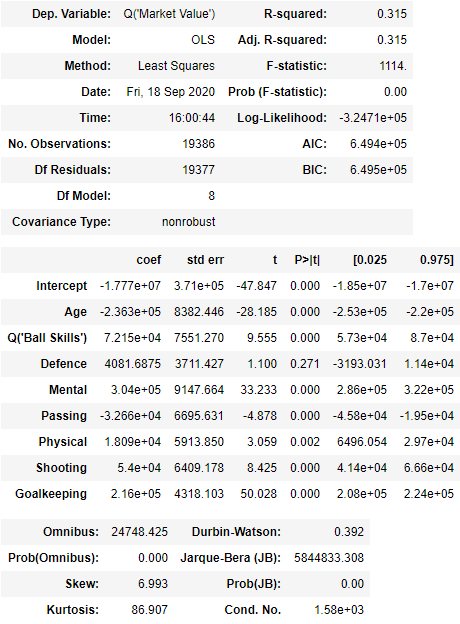 Dep. Variable: Q('Market Value') R-squared: 0.315
Model: OLS Adj. R-squared: 0.315
Method: Least Squares F-statistic: 1114.
Date: Fri, 18 Sep 2020 Prob (F-statistic): 0.00
Time: 16:00:44 Log-Likelihood: -3.2471e+05
No. Observations: 19386 AIC: 6.494e+05
Df Residuals: 19377 BIC: 6.495e+05
Df Model: 8
Covariance Type: nonrobust
coef std err t P>|t| [0.025 0.975]
Intercept -1.777e+07 3.71e+05 -47.847 0.000 -1.85e+07 -1.7e+07
Age -2.363e+05 8382.446 -28.185 0.000 -2.53e+05 -2.2e+05
Q('Ball Skills') 7.215e+04 7551.270 9.555 0.000 5.73e+04 8.7e+04
Defence 4081.6875 3711.427 1.100 0.271 -3193.031 1.14e+04
Mental 3.04e+05 9147.664 33.233 0.000 2.86e+05 3.22e+05
Passing -3.266e+04 6695.631 -4.878 0.000 -4.58e+04 -1.95e+04
Physical 1.809e+04 5913.850 3.059 0.002 6496.054 2.97e+04
Shooting 5.4e+04 6409.178 8.425 0.000 4.14e+04 6.66e+04
Goalkeeping 2.16e+05 4318.103 50.028 0.000 2.08e+05 2.24e+05
Omnibus: 24748.425 Durbin-Watson: 0.392
Prob(Omnibus): 0.000 Jarque-Bera (JB): 5844833.308
Skew: 6.993 Prob(JB): 0.00
Kurtosis: 86.907 Cond. No. 1.58e+03